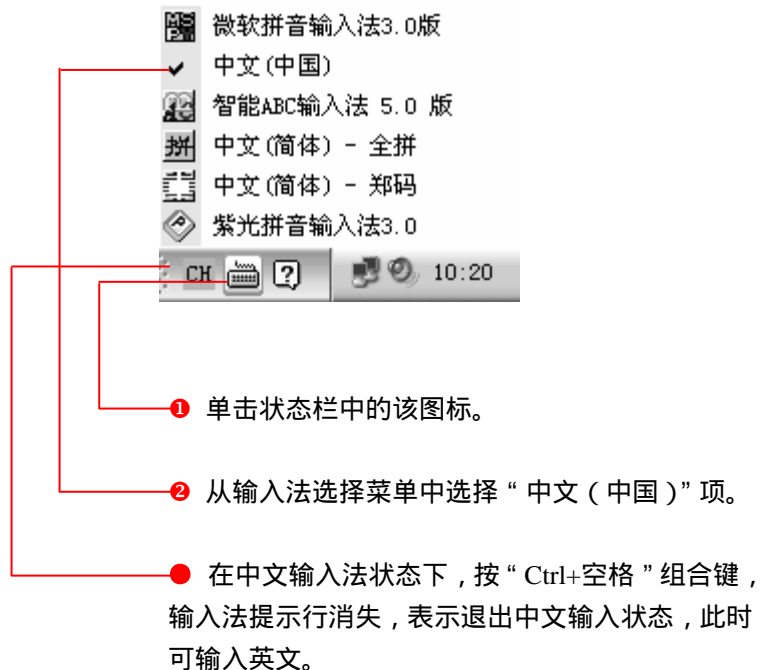 微软拼音输入法3.0版
中文(中国)
智能ABC输入法 5.0 版
拼 中文(简体) - 全拼
中文(简体) - 郑码
紫光拼音输入法3.0
CH 10:20
❶ 单击状态栏中的该图标。
❷ 从输入法选择菜单中选择“中文(中国)”项。
● 在中文输入法状态下,按“Ctrl+空格”组合键,
输入法提示行消失,表示退出中文输入状态,此时
可输入英文。